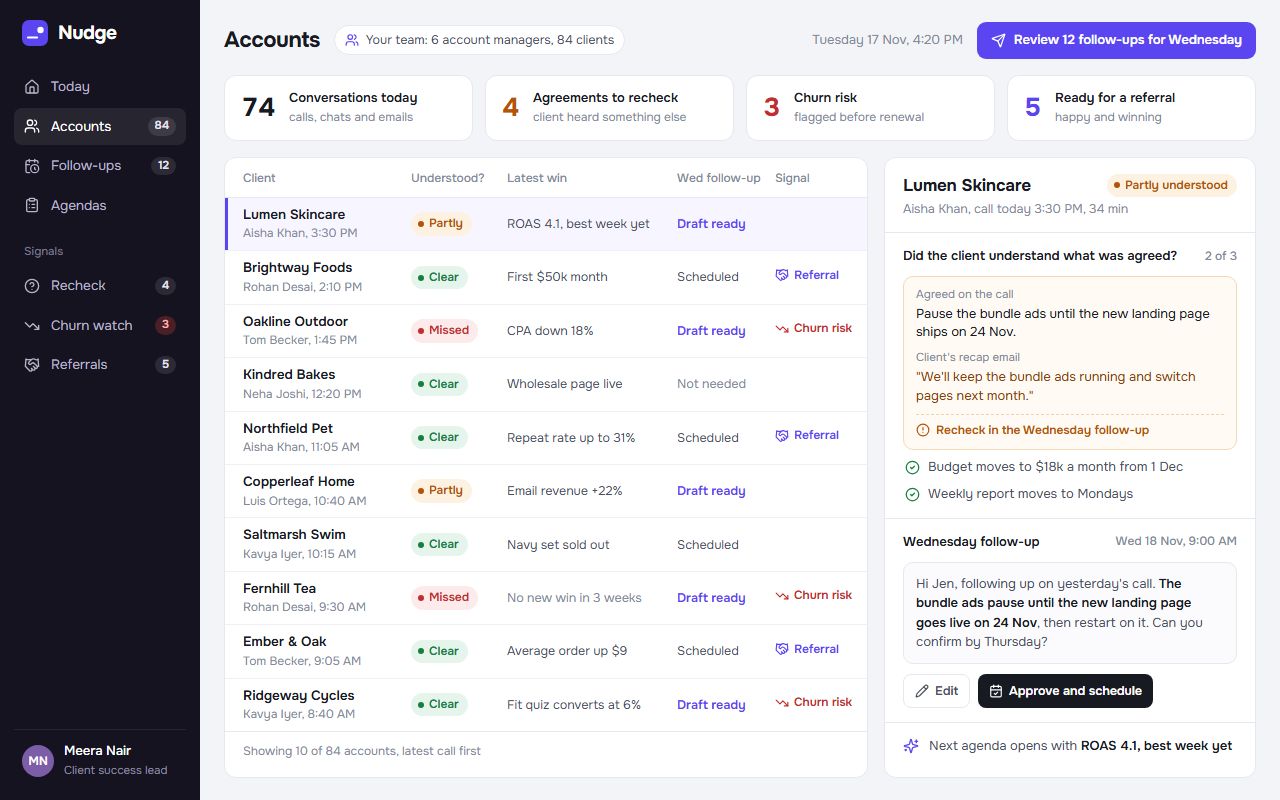 Nudge
Today
Accounts 84
Follow-ups 12
Agendas
Signals
Recheck 4
Churn watch 3
Referrals 5
MN
Meera Nair
Client success lead
Accounts
Your team: 6 account managers, 84 clients
Tuesday 17 Nov, 4:20 PM
Review 12 follow-ups for Wednesday
74 Conversations today
calls, chats and emails
4 Agreements to recheck
client heard something else
3 Churn risk
flagged before renewal
5 Ready for a referral
happy and winning
Client Understood? Latest win Wed follow-up Signal
Lumen Skincare
Aisha Khan, 3:30 PM
Partly ROAS 4.1, best week yet Draft ready
Brightway Foods
Rohan Desai, 2:10 PM
Clear First $50k month Scheduled Referral
Oakline Outdoor
Tom Becker, 1:45 PM
Missed CPA down 18% Draft ready Churn risk
Kindred Bakes
Neha Joshi, 12:20 PM
Clear Wholesale page live Not needed
Northfield Pet
Aisha Khan, 11:05 AM
Clear Repeat rate up to 31% Scheduled Referral
Copperleaf Home
Luis Ortega, 10:40 AM
Partly Email revenue +22% Draft ready
Saltmarsh Swim
Kavya Iyer, 10:15 AM
Clear Navy set sold out Scheduled
Fernhill Tea
Rohan Desai, 9:30 AM
Missed No new win in 3 weeks Draft ready Churn risk
Ember & Oak
Tom Becker, 9:05 AM
Clear Average order up $9 Scheduled Referral
Ridgeway Cycles
Kavya Iyer, 8:40 AM
Clear Fit quiz converts at 6% Draft ready Churn risk
Showing 10 of 84 accounts, latest call first
Lumen Skincare Partly understood
Aisha Khan, call today 3:30 PM, 34 min
Did the client understand what was agreed? 2 of 3
Agreed on the call
Pause the bundle ads until the new landing page
ships on 24 Nov.
Client's recap email
"We'll keep the bundle ads running and switch
pages next month."
Recheck in the Wednesday follow-up
Budget moves to $18k a month from 1 Dec
Weekly report moves to Mondays
Wednesday follow-up Wed 18 Nov, 9:00 AM
Hi Jen, following up on yesterday's call. The
bundle ads pause until the new landing page
goes live on 24 Nov, then restart on it. Can you
confirm by Thursday?
Edit
Approve and schedule
Next agenda opens with ROAS 4.1, best week yet